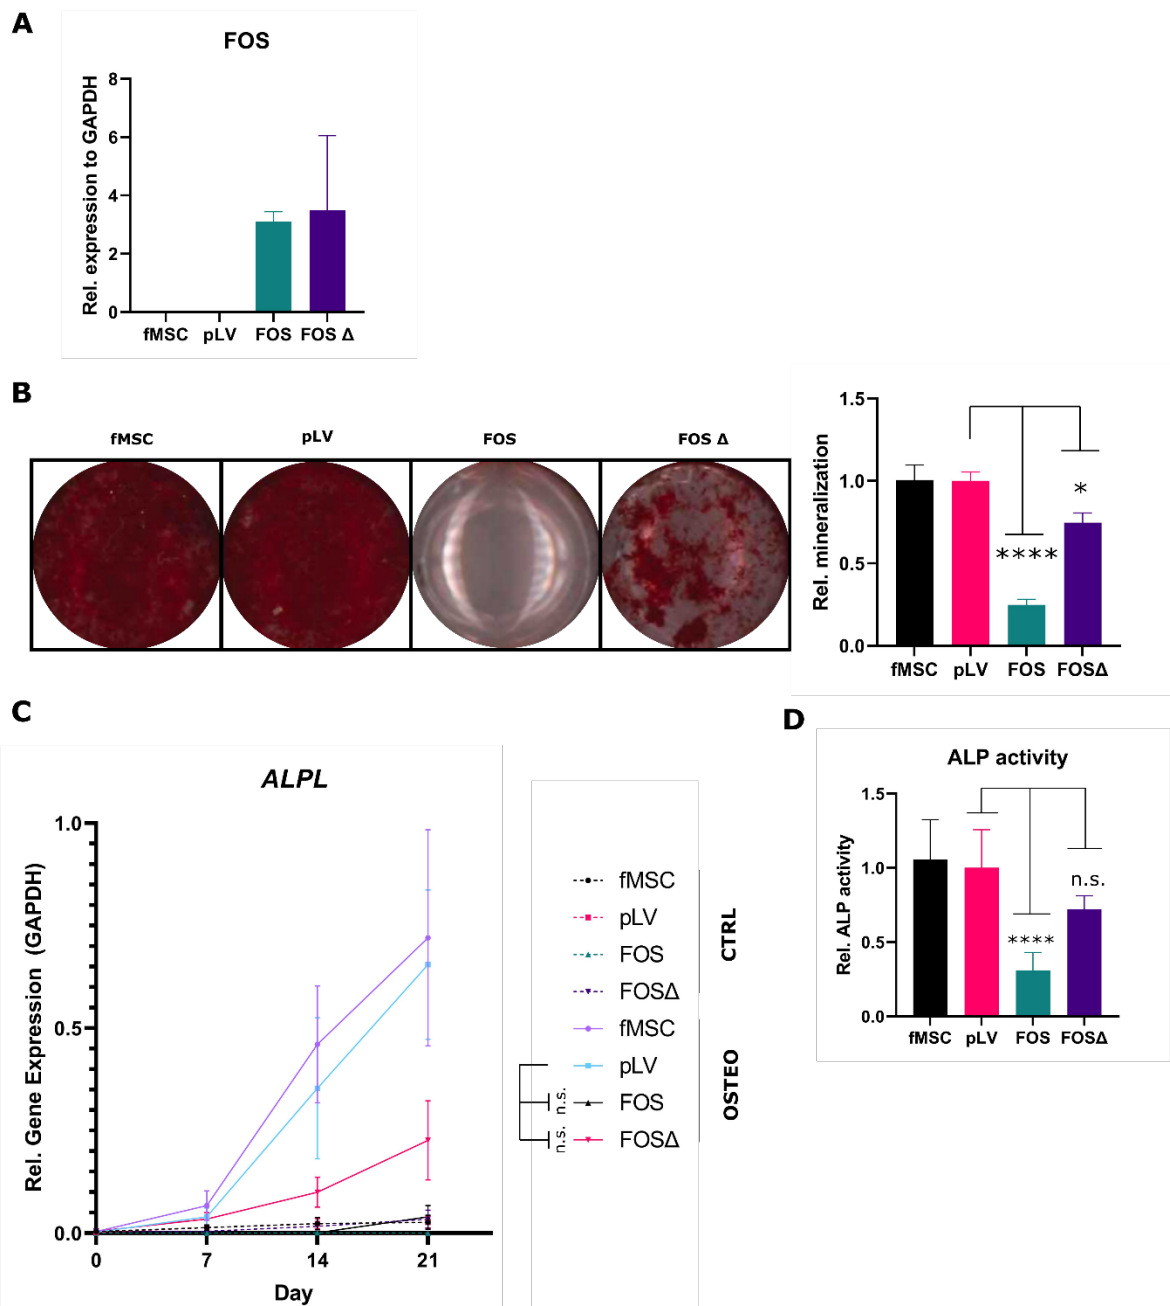 A
FOS
Rel. expression to GAPDH
8
6
4
2
0
fMSC pLV FOS FOS Δ
B
fMSC pLV FOS FOS Δ
Rel. mineralization
1.5
1.0
0.5
0.0
*
****
fMSC pLV FOS FOSΔ
C
ALPL
Rel. Gene Expression (GAPDH)
1.0
0.5
0.0
0 7 14 21
Day
fMSC
pLV
FOS
FOSΔ
CTRL
fMSC
pLV
n.s. FOS
n.s. FOSΔ
OSTEO
D
ALP activity
Rel. ALP activity
1.5
1.0
0.5
0.0
n.s.
****
fMSC pLV FOS FOSΔ